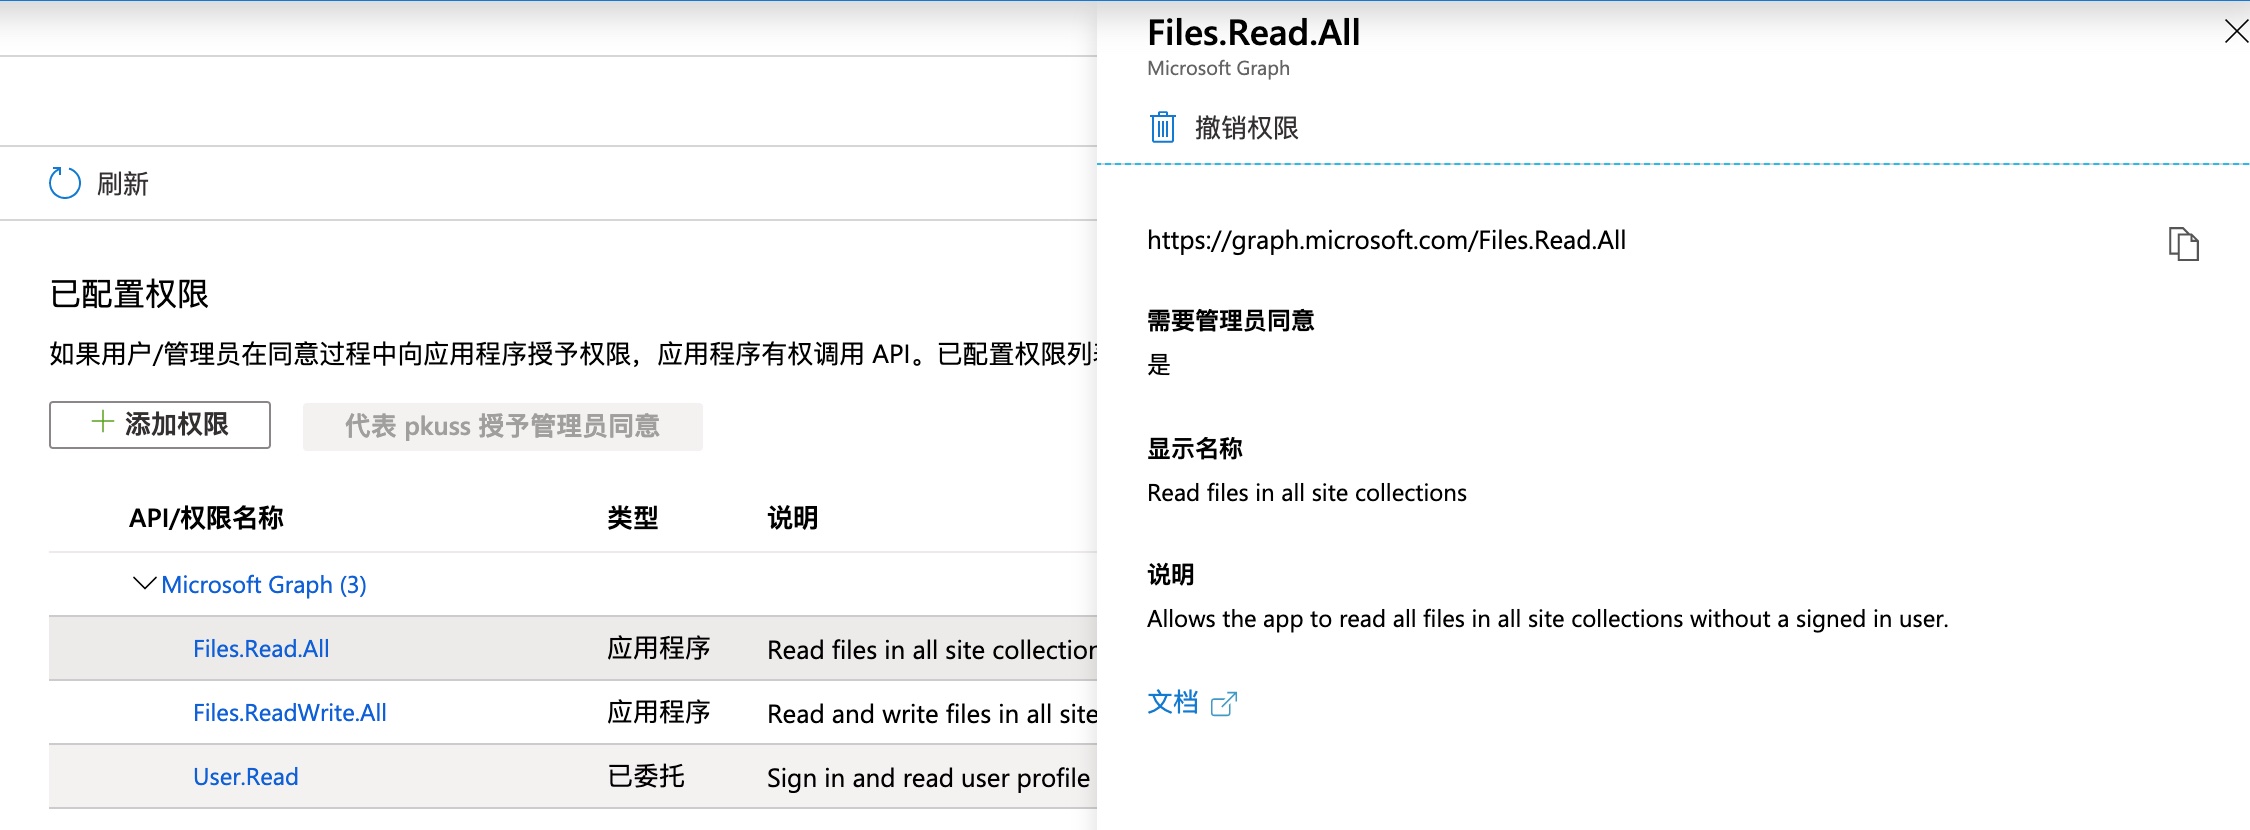 刷新
已配置权限
如果用户/管理员在同意过程中向应用程序授予权限，应用程序有权调用 API。已配置权限列
添加权限
代表 pkuss 授予管理员同意
API/权限名称 类型 说明
Microsoft Graph (3)
Files.Read.All 应用程序 Read files in all site collection
Files.ReadWrite.All 应用程序 Read and write files in all site
User.Read 已委托 Sign in and read user profile
Files.Read.All
Microsoft Graph
撤销权限
https://graph.microsoft.com/Files.Read.All
需要管理员同意
是
显示名称
Read files in all site collections
说明
Allows the app to read all files in all site collections without a signed in user.
文档